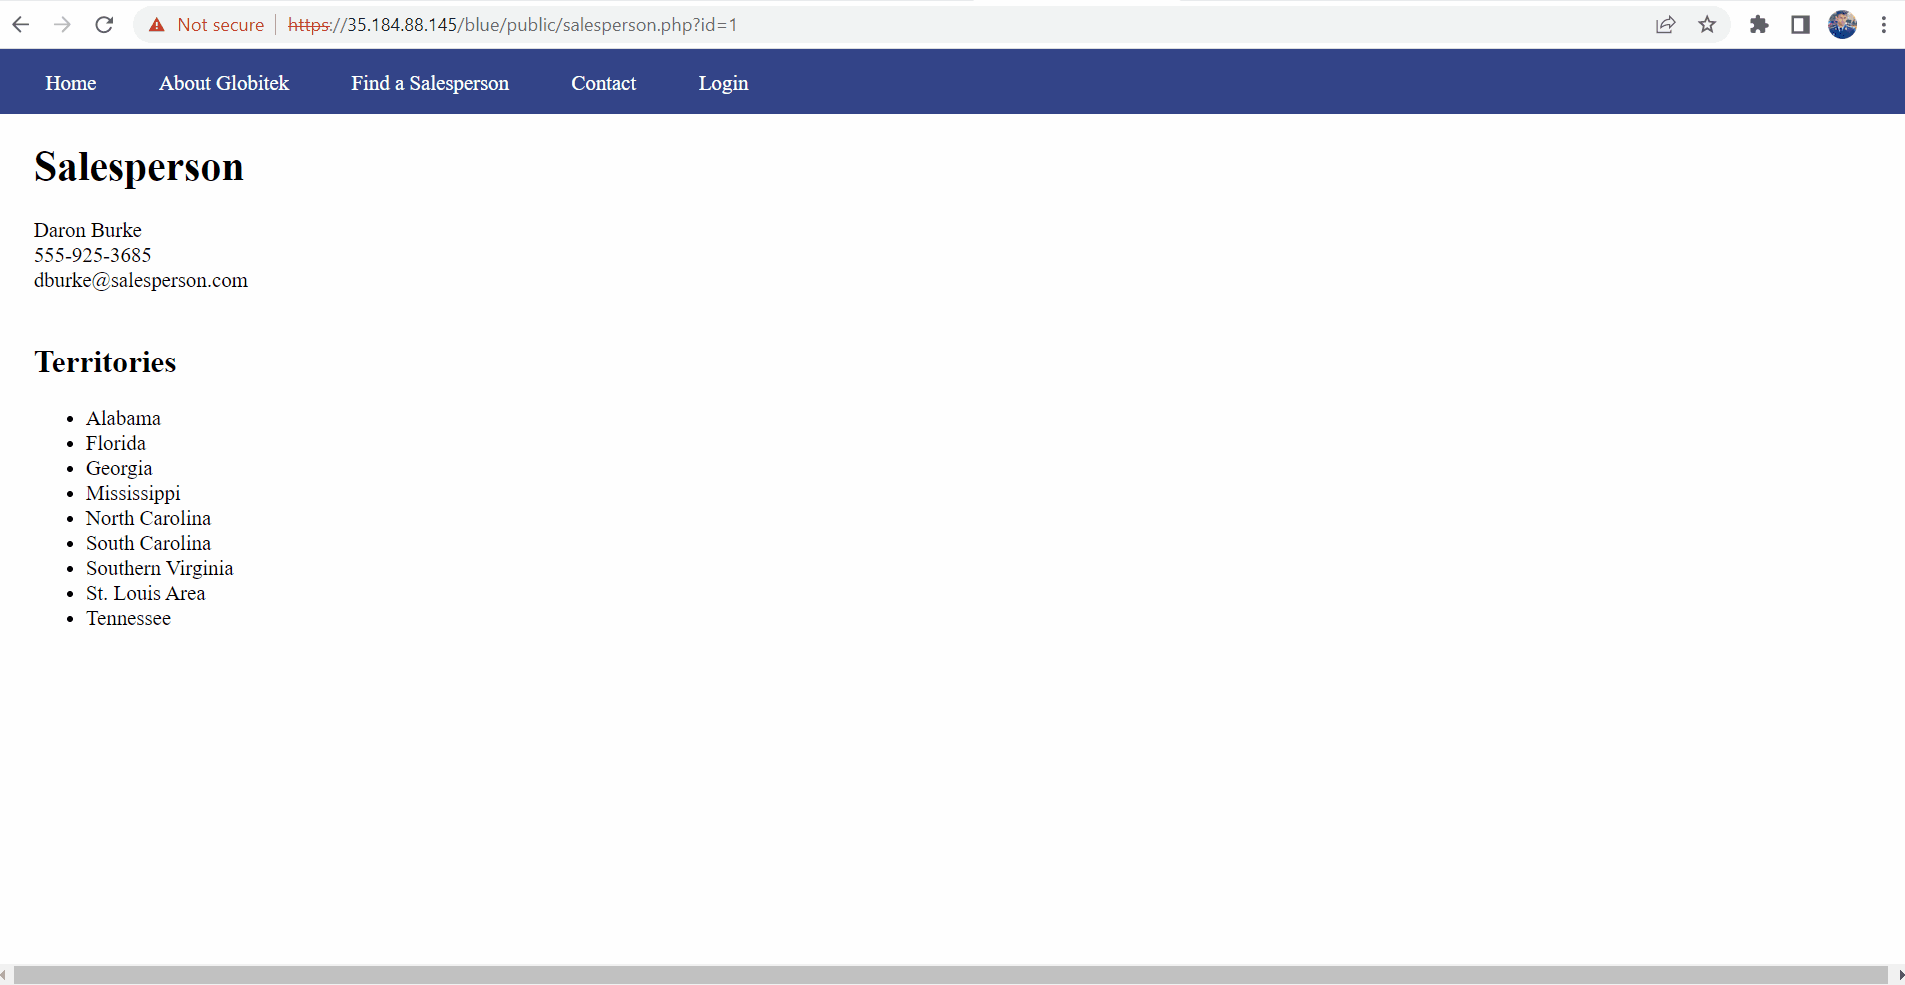 Not secure https://35.184.88.145/blue/public/salesperson.php?id=1
Home About Globitek Find a Salesperson Contact Login
Salesperson
Daron Burke
555-925-3685
dburke@salesperson.com
Territories
Alabama
Florida
Georgia
Mississippi
North Carolina
South Carolina
Southern Virginia
St. Louis Area
Tennessee